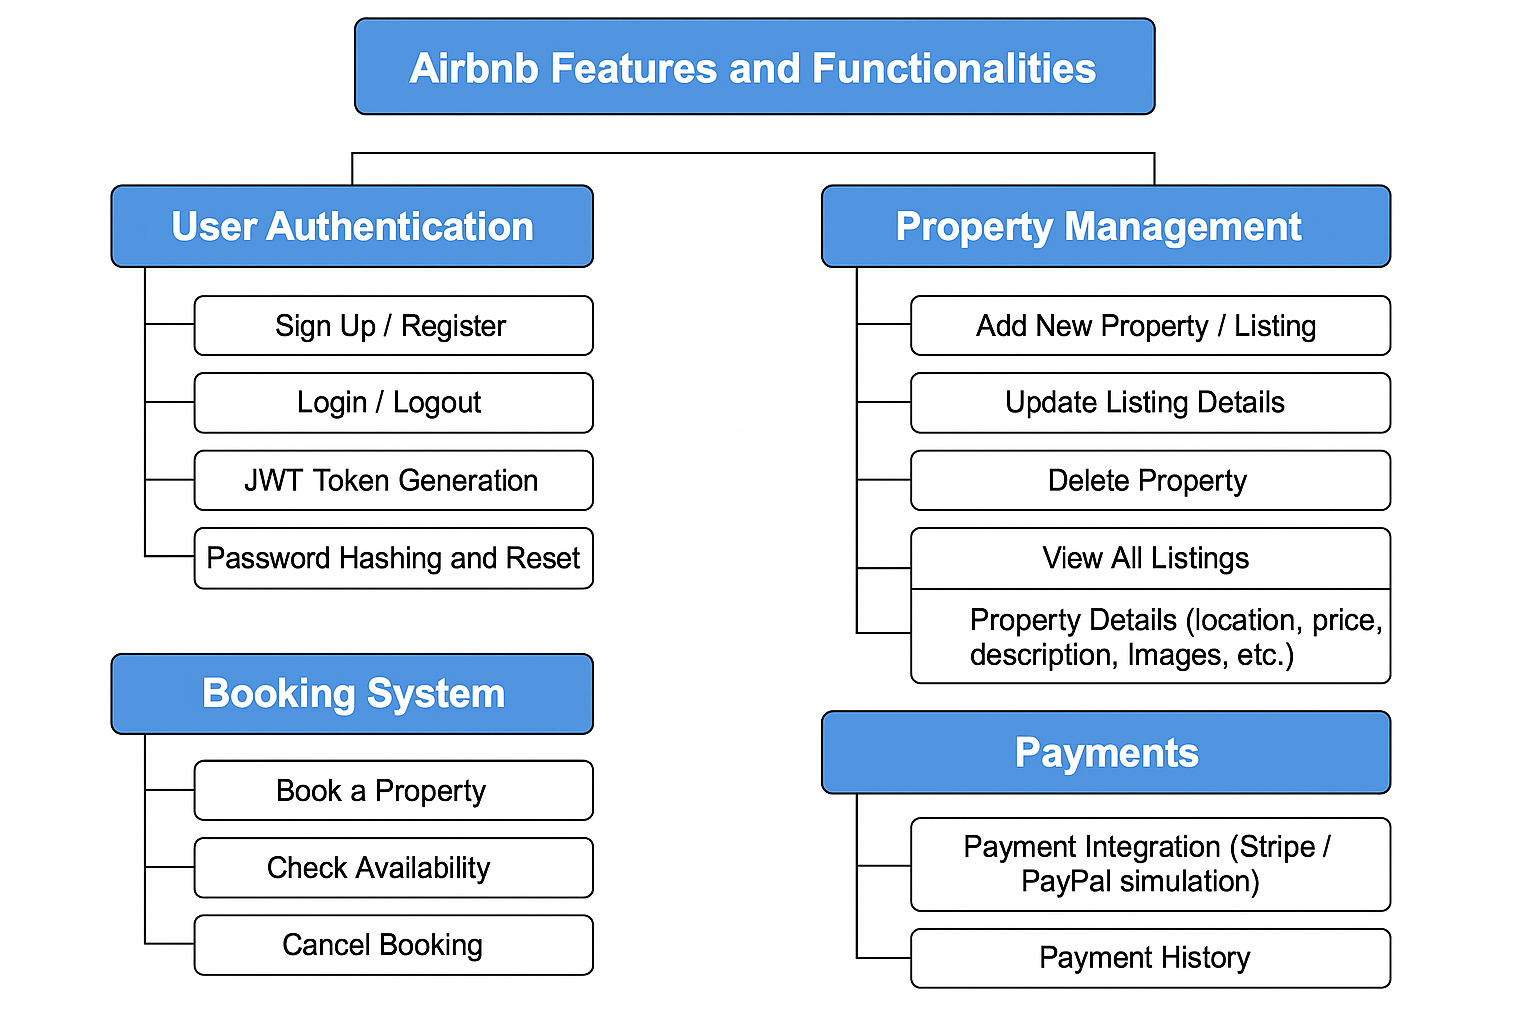 Airbnb Features and Functionalities
User Authentication
Sign Up / Register
Login / Logout
JWT Token Generation
Password Hashing and Reset
Property Management
Add New Property / Listing
Update Listing Details
Delete Property
View All Listings
Property Details (location, price,
description, Images, etc.)
Booking System
Book a Property
Check Availability
Cancel Booking
Payments
Payment Integration (Stripe /
PayPal simulation)
Payment History